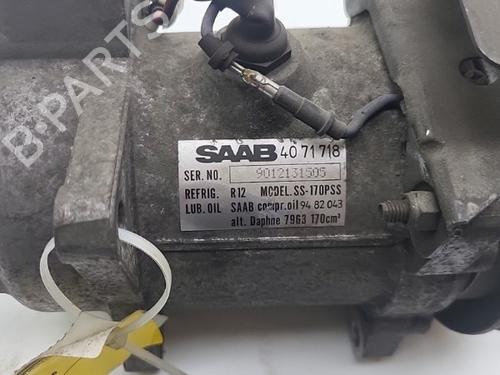 B-PARTS
SAAB 40 71 718
SER. NO. 9012131505
REFRIG. R12 MODEL. SS-170PSS
LUB. OIL SAAB compr.oil 94 82 043
alt. Daphne 7963 170cm³